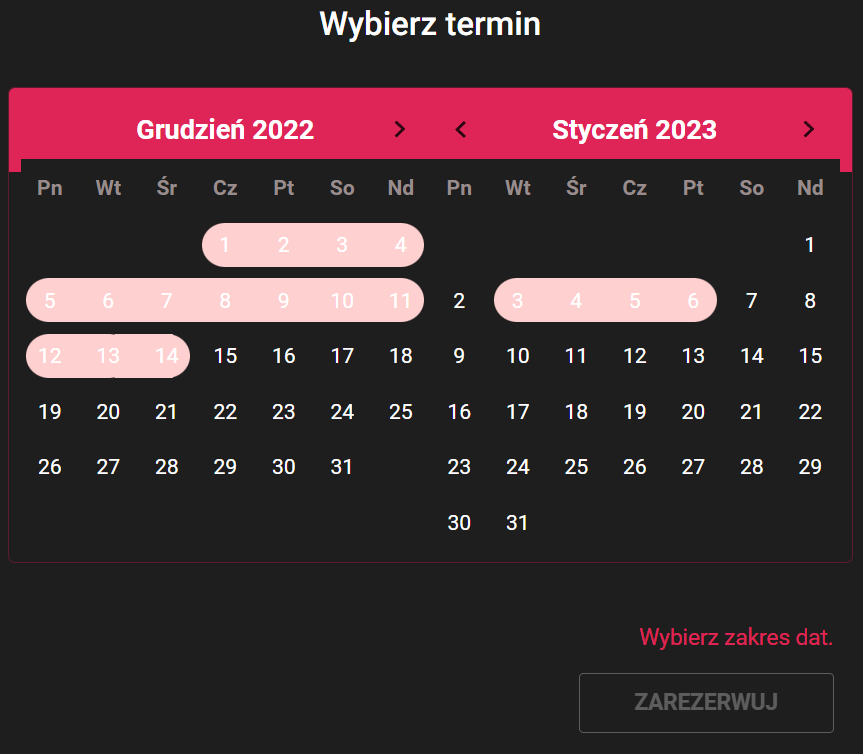 Wybierz termin
Grudzień 2022 Styczeń 2023
Pn Wt Śr Cz Pt So Nd Pn Wt Śr Cz Pt So Nd
1 2 3 4 1
5 6 7 8 9 10 11 2 3 4 5 6 7 8
12 13 14 15 16 17 18 9 10 11 12 13 14 15
19 20 21 22 23 24 25 16 17 18 19 20 21 22
26 27 28 29 30 31 23 24 25 26 27 28 29
30 31
Wybierz zakres dat.
ZAREZERWUJ